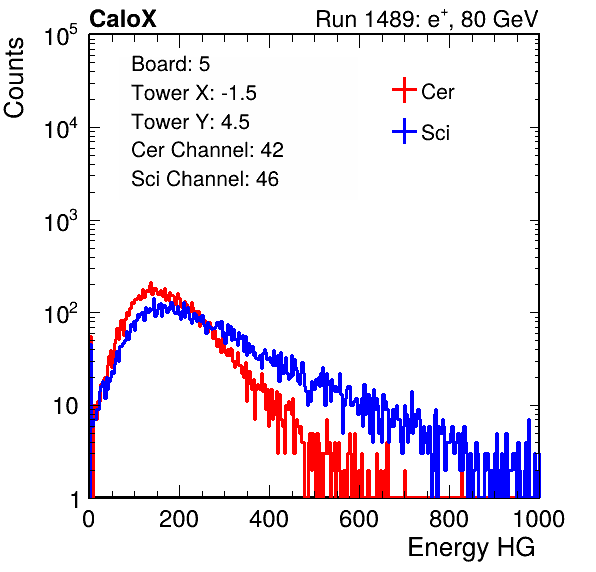 CaloX Run 1489: e⁺, 80 GeV
Counts
10⁵
10⁴
10³
10²
10
1
Board: 5
Tower X: -1.5
Tower Y: 4.5
Cer Channel: 42
Sci Channel: 46
Cer
Sci
0 200 400 600 800 1000
Energy HG